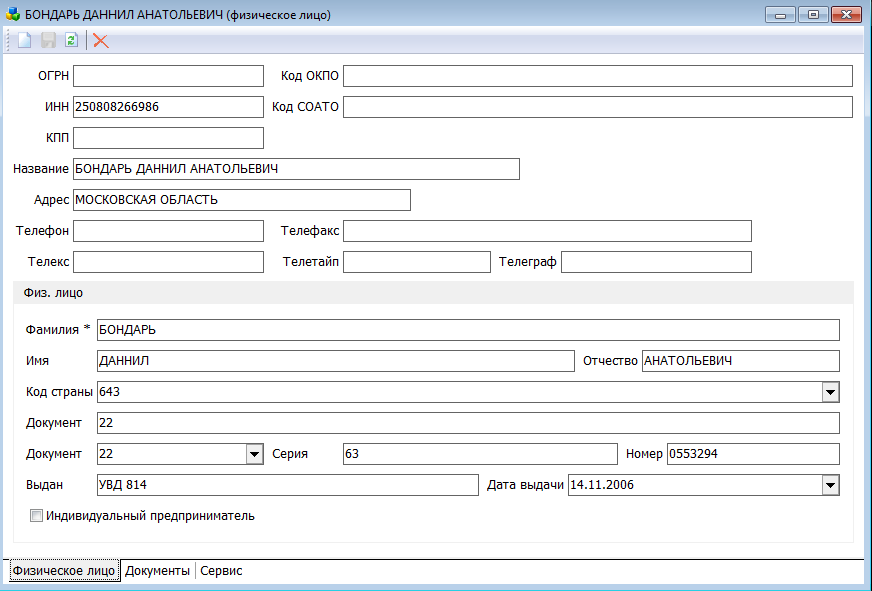 БОНДАРЬ ДАННИЛ АНАТОЛЬЕВИЧ (физическое лицо)
ОГРН Код ОКПО
ИНН 250808266986 Код СОАТО
КПП
Название БОНДАРЬ ДАННИЛ АНАТОЛЬЕВИЧ
Адрес МОСКОВСКАЯ ОБЛАСТЬ
Телефон Телефакс
Телекс Телетайп Телеграф
Физ. лицо
Фамилия * БОНДАРЬ
Имя ДАННИЛ Отчество АНАТОЛЬЕВИЧ
Код страны 643
Документ 22
Документ 22 Серия 63 Номер 0553294
Выдан УВД 814 Дата выдачи 14.11.2006
Индивидуальный предприниматель
Физическое лицо Документы Сервис